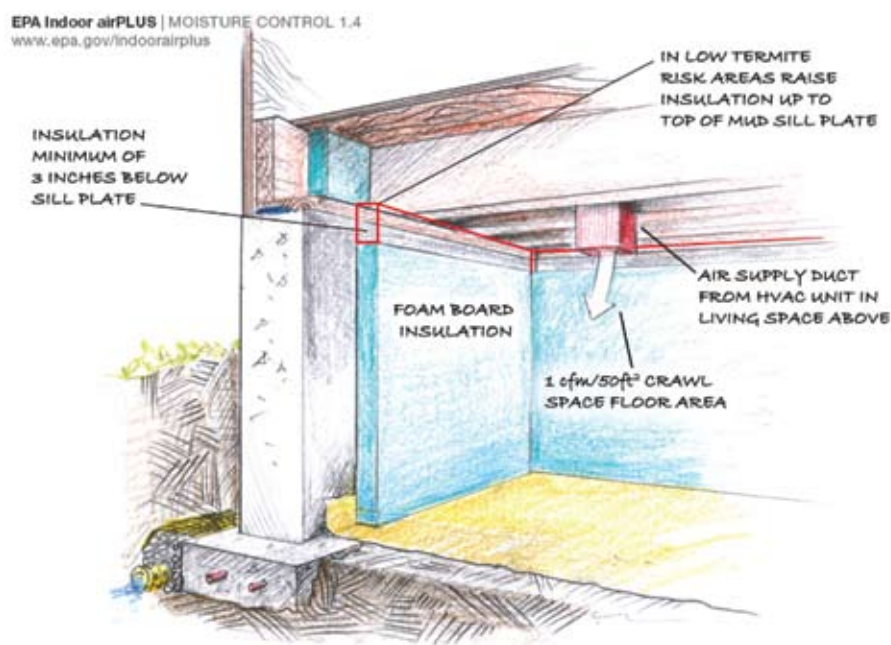 EPA Indoor airPLUS | MOISTURE CONTROL 1.4
www.epa.gov/indoorairplus
IN LOW TERMITE
RISK AREAS RAISE
INSULATION UP TO
TOP OF MUD SILL PLATE
INSULATION
MINIMUM OF
3 INCHES BELOW
SILL PLATE
AIR SUPPLY DUCT
FROM HVAC UNIT IN
LIVING SPACE ABOVE
FOAM BOARD
INSULATION
1 cfm/50ft² CRAWL
SPACE FLOOR AREA